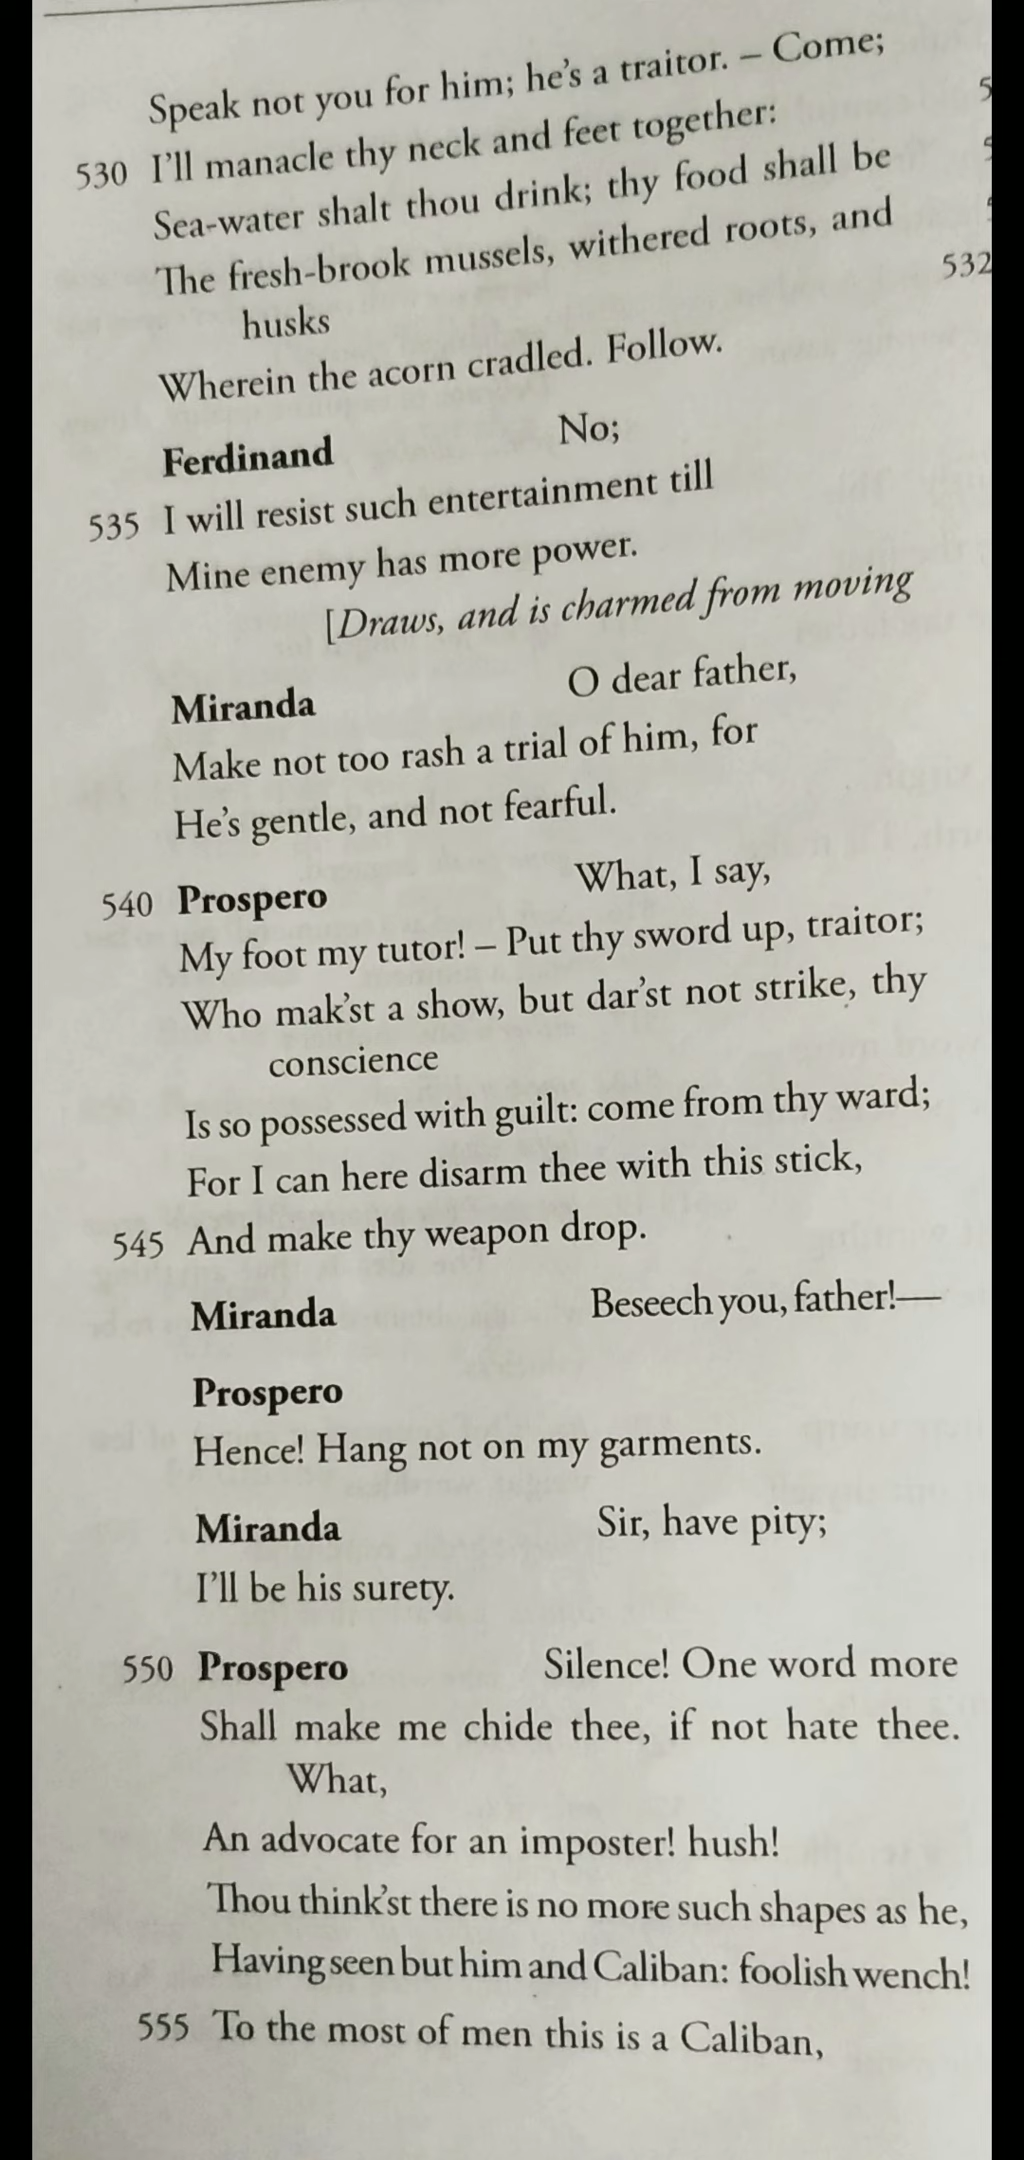 Speak not you for him; he's a traitor. – Come;
530 I'll manacle thy neck and feet together:
Sea-water shalt thou drink; thy food shall be
The fresh-brook mussels, withered roots, and
532
husks
Wherein the acorn cradled. Follow.
Ferdinand No;
535 I will resist such entertainment till
Mine enemy has more power.
[Draws, and is charmed from moving
Miranda O dear father,
Make not too rash a trial of him, for
He's gentle, and not fearful.
540 Prospero What, I say,
My foot my tutor! – Put thy sword up, traitor;
Who mak'st a show, but dar'st not strike, thy
conscience
Is so possessed with guilt: come from thy ward;
For I can here disarm thee with this stick,
545 And make thy weapon drop.
Miranda Beseech you, father!—
Prospero
Hence! Hang not on my garments.
Miranda Sir, have pity;
I'll be his surety.
550 Prospero Silence! One word more
Shall make me chide thee, if not hate thee.
What,
An advocate for an imposter! hush!
Thou think'st there is no more such shapes as he,
Having seen but him and Caliban: foolish wench!
555 To the most of men this is a Caliban,